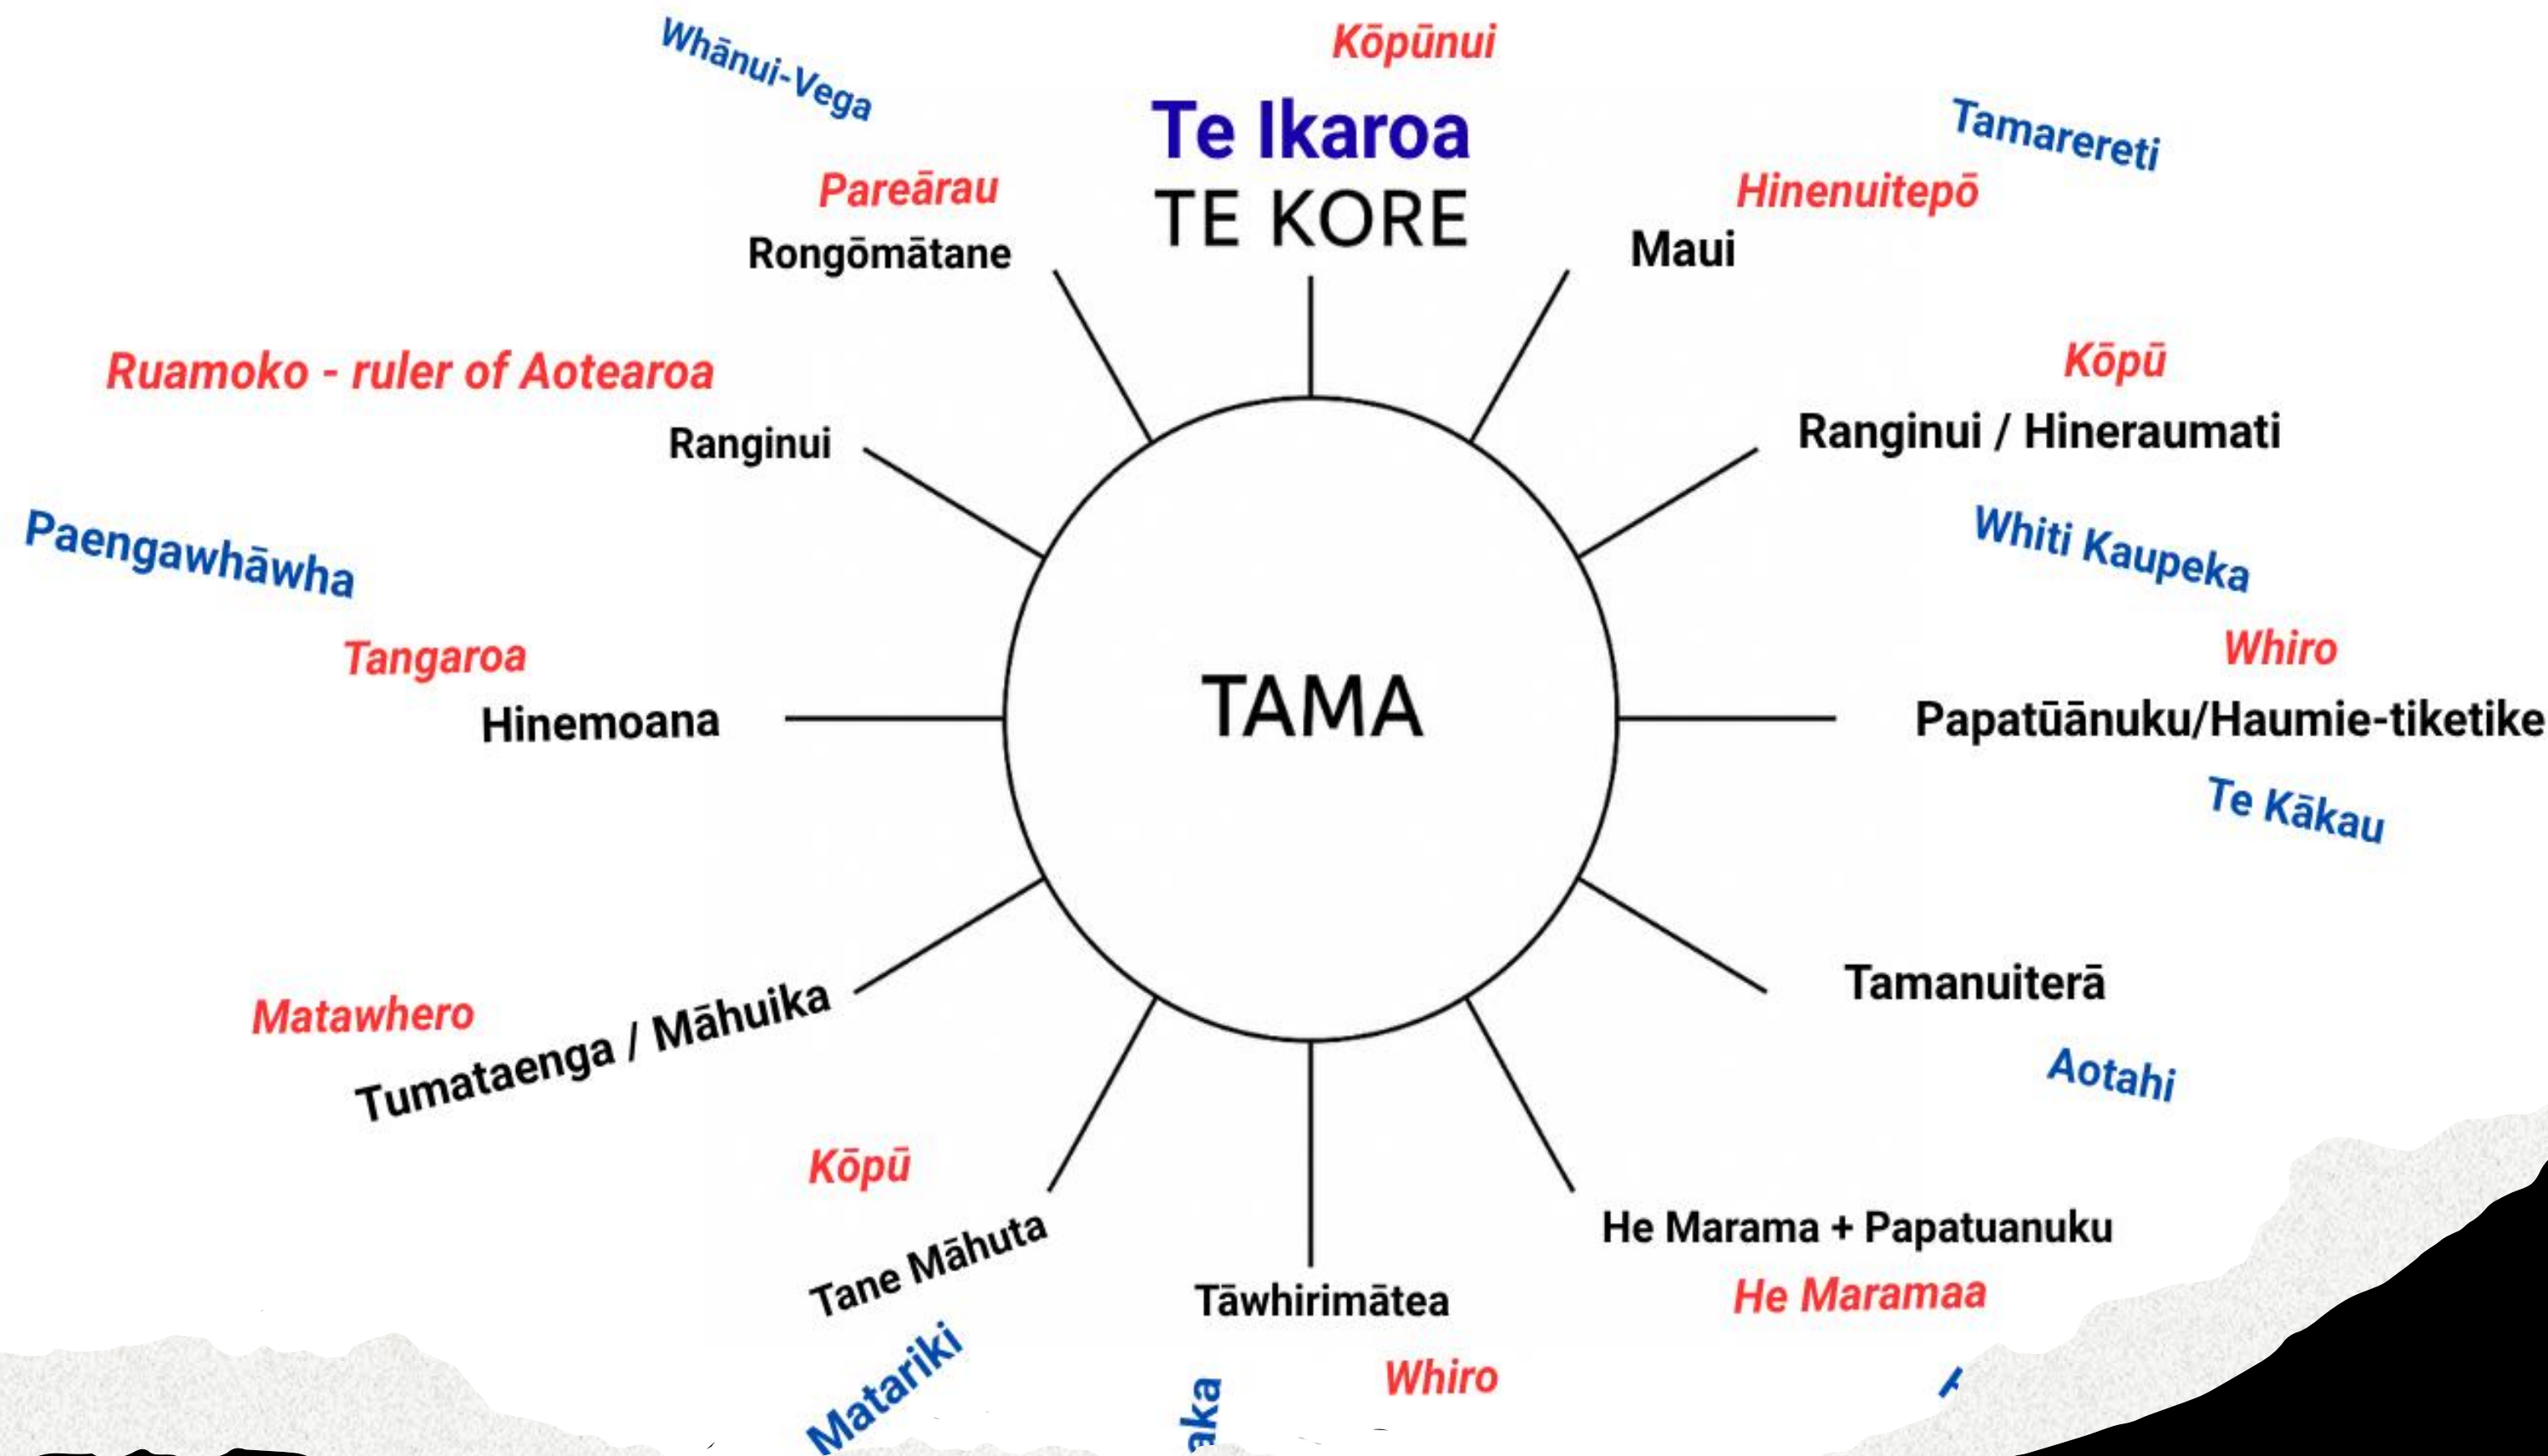 Kōpūnui
Whānui-Vega
Te Ikaroa
Tamarereti
Pareārau
TE KORE
Hinenuitepō
Rongōmātane
Maui
Ruamoko - ruler of Aotearoa
Kōpū
Ranginui
Ranginui / Hineraumati
Paengawhāwha
Whiti Kaupeka
Tangaroa
Whiro
Hinemoana
TAMA
Papatūānuku/Haumie-tiketike
Te Kākau
Matawhero
Tumataenga / Māhuika
Tamanuiterā
Aotahi
Kōpū
Tane Māhuta
He Marama + Papatuanuku
Tāwhirimātea
He Maramaa
Matariki
Whiro